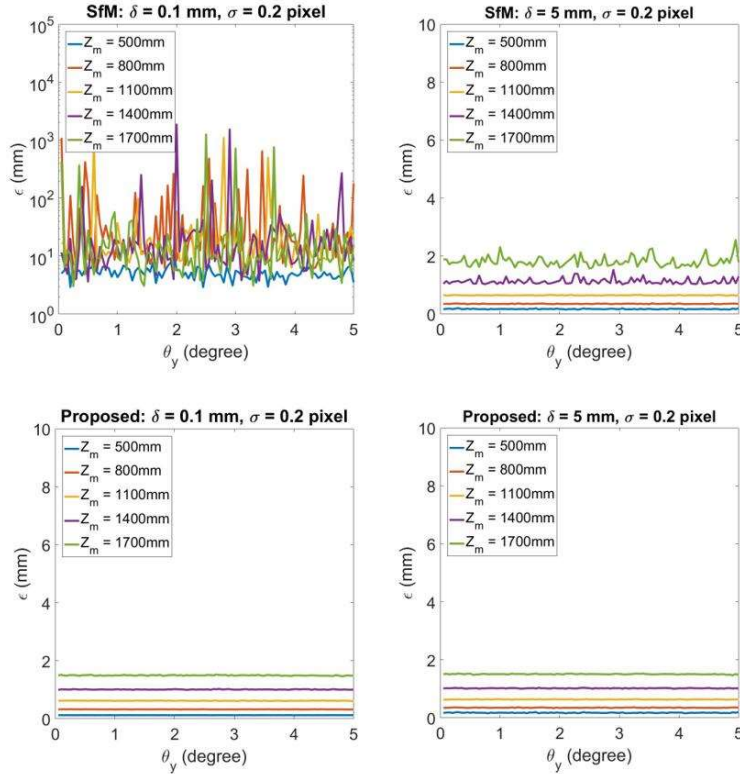 SfM: δ = 0.1 mm, σ = 0.2 pixel
10^5
10^4
10^3
10^2
10^1
10^0
ϵ (mm)
Z_m = 500mm
Z_m = 800mm
Z_m = 1100mm
Z_m = 1400mm
Z_m = 1700mm
0 1 2 3 4 5
θ_y (degree)
SfM: δ = 5 mm, σ = 0.2 pixel
10
8
6
4
2
0
ϵ (mm)
Z_m = 500mm
Z_m = 800mm
Z_m = 1100mm
Z_m = 1400mm
Z_m = 1700mm
0 1 2 3 4 5
θ_y (degree)
Proposed: δ = 0.1 mm, σ = 0.2 pixel
10
8
6
4
2
0
ϵ (mm)
Z_m = 500mm
Z_m = 800mm
Z_m = 1100mm
Z_m = 1400mm
Z_m = 1700mm
0 1 2 3 4 5
θ_y (degree)
Proposed: δ = 5 mm, σ = 0.2 pixel
10
8
6
4
2
0
ϵ (mm)
Z_m = 500mm
Z_m = 800mm
Z_m = 1100mm
Z_m = 1400mm
Z_m = 1700mm
0 1 2 3 4 5
θ_y (degree)